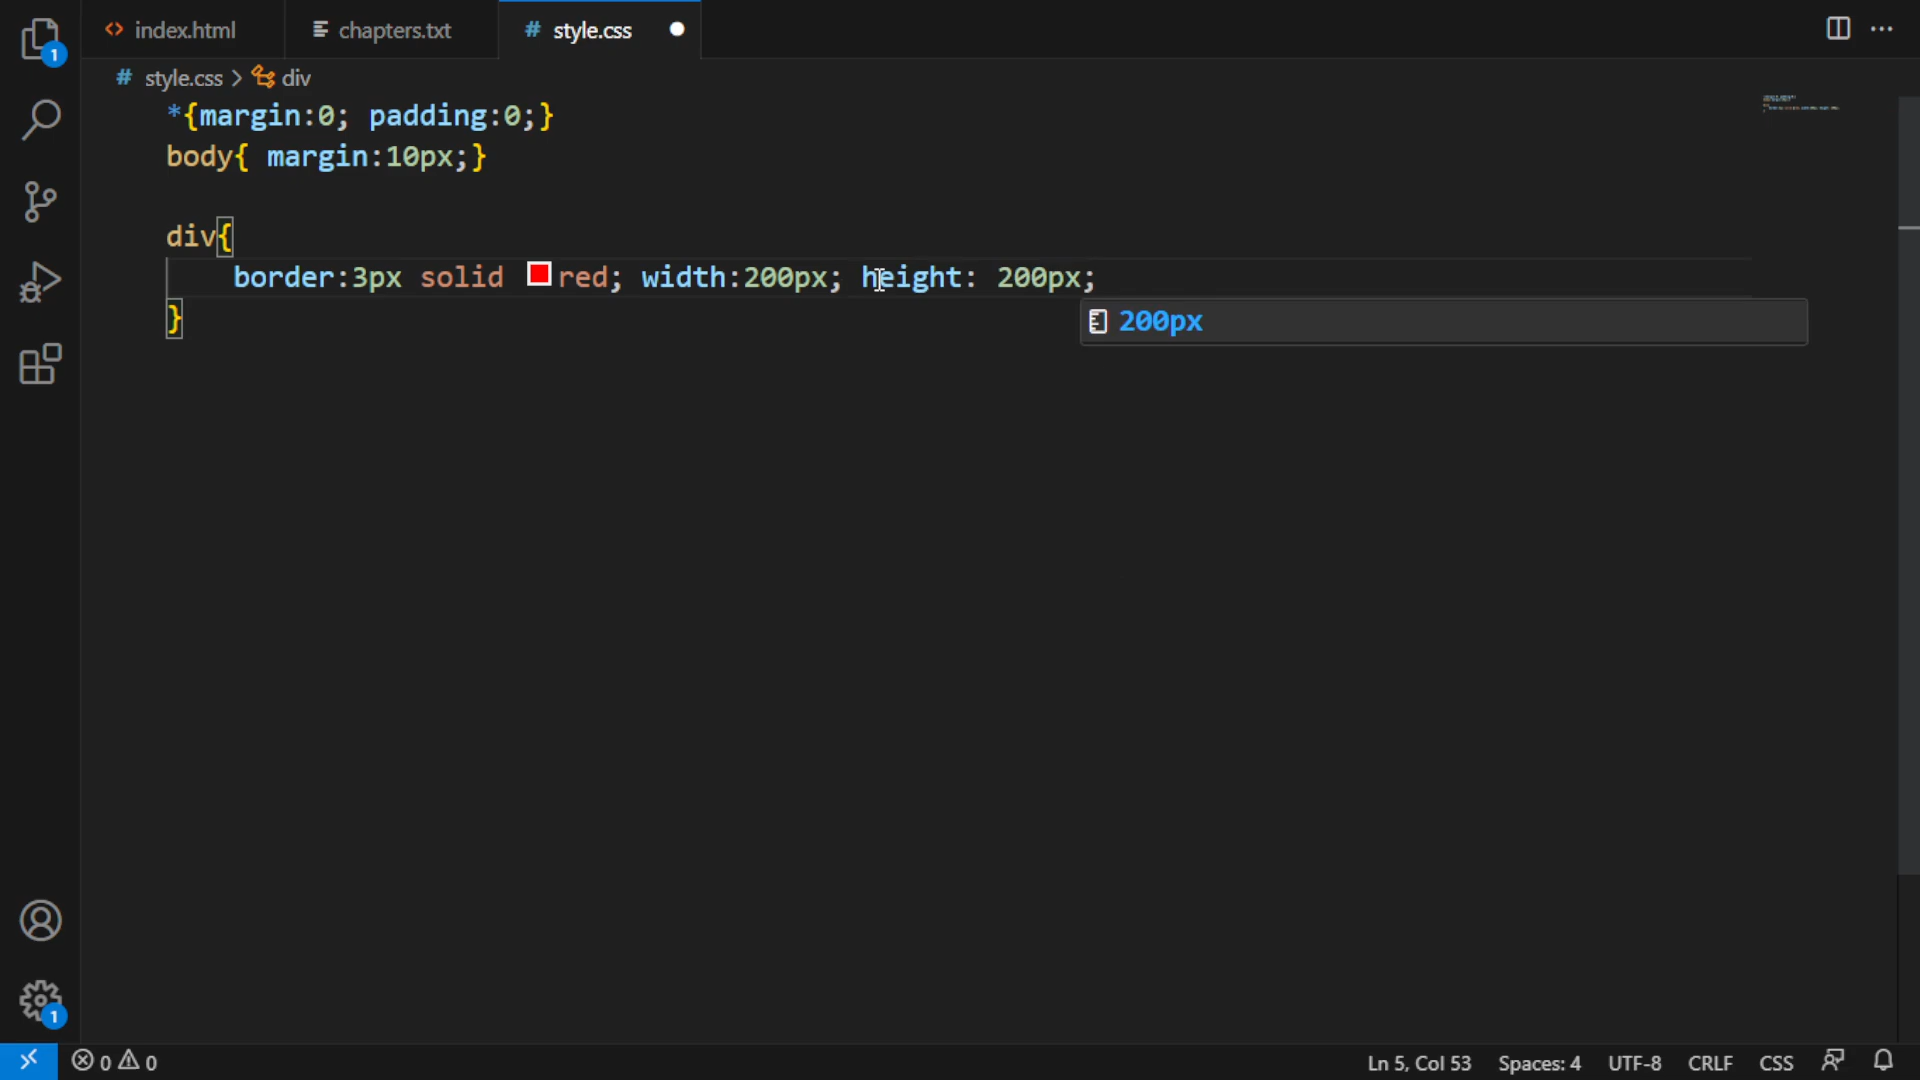 index.html chapters.txt # style.css
1
# style.css > div
*{margin:0; padding:0;}
body{ margin:10px;}
div{
border:3px solid red; width:200px; height: 200px;
}
200px
1
0 0 Ln 5, Col 53 Spaces: 4 UTF-8 CRLF CSS